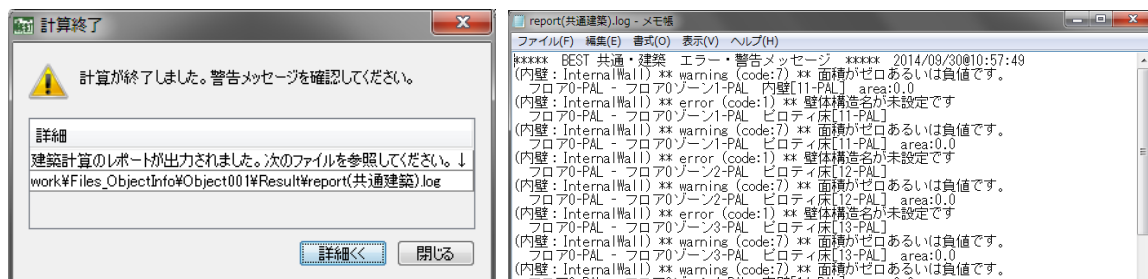 計算終了
計算が終了しました。警告メッセージを確認してください。
詳細
建築計算のレポートが出力されました。次のファイルを参照してください。↓
work¥Files_ObjectInfo¥Object001¥Result¥report(共通建築).log
詳細<<
閉じる
report(共通建築).log - メモ帳
ファイル(F) 編集(E) 書式(O) 表示(V) ヘルプ(H)
***** BEST 共通・建築 エラー・警告メッセージ ***** 2014/09/30@10:57:49
(内壁：InternalWall) ** warning (code:7) ** 面積がゼロあるいは負値です。
フロア0-PAL - フロア0ゾーン1-PAL 内壁[11-PAL] area:0.0
(内壁：InternalWall) ** error (code:1) ** 壁体構造名が未設定です
フロア0-PAL - フロア0ゾーン1-PAL ピロティ床[11-PAL]
(内壁：InternalWall) ** warning (code:7) ** 面積がゼロあるいは負値です。
フロア0-PAL - フロア0ゾーン1-PAL ピロティ床[11-PAL] area:0.0
(内壁：InternalWall) ** error (code:1) ** 壁体構造名が未設定です
フロア0-PAL - フロア0ゾーン2-PAL ピロティ床[12-PAL]
(内壁：InternalWall) ** warning (code:7) ** 面積がゼロあるいは負値です。
フロア0-PAL - フロア0ゾーン2-PAL ピロティ床[12-PAL] area:0.0
(内壁：InternalWall) ** error (code:1) ** 壁体構造名が未設定です
フロア0-PAL - フロア0ゾーン3-PAL ピロティ床[13-PAL]
(内壁：InternalWall) ** warning (code:7) ** 面積がゼロあるいは負値です。
フロア0-PAL - フロア0ゾーン3-PAL ピロティ床[13-PAL] area:0.0
(内壁：InternalWall) ** warning (code:7) ** 面積がゼロあるいは負値です。